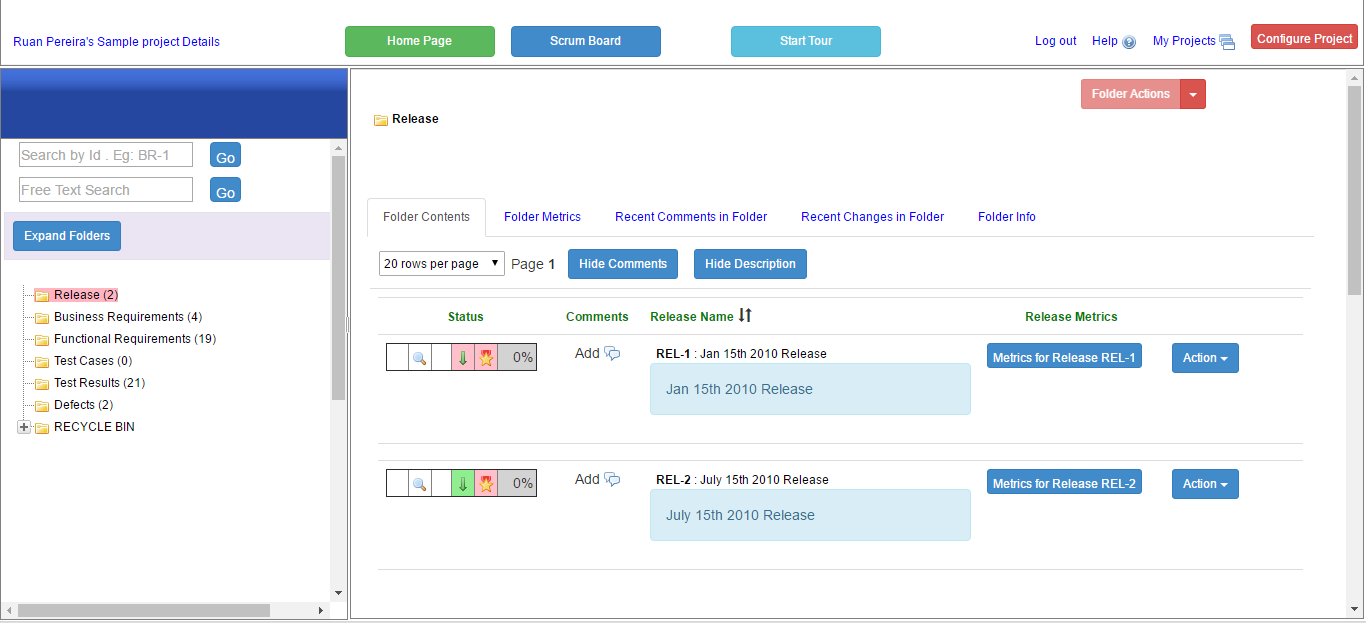 Ruan Pereira's Sample project Details
Home Page
Scrum Board
Start Tour
Log out
Help
My Projects
Configure Project
Search by Id . Eg: BR-1
Go
Free Text Search
Go
Expand Folders
Release (2)
Business Requirements (4)
Functional Requirements (19)
Test Cases (0)
Test Results (21)
Defects (2)
RECYCLE BIN
Folder Actions
Release
Folder Contents
Folder Metrics
Recent Comments in Folder
Recent Changes in Folder
Folder Info
20 rows per page
Page 1
Hide Comments
Hide Description
Status
Comments
Release Name
Release Metrics
0%
Add
REL-1 : Jan 15th 2010 Release
Metrics for Release REL-1
Action
Jan 15th 2010 Release
0%
Add
REL-2 : July 15th 2010 Release
Metrics for Release REL-2
Action
July 15th 2010 Release